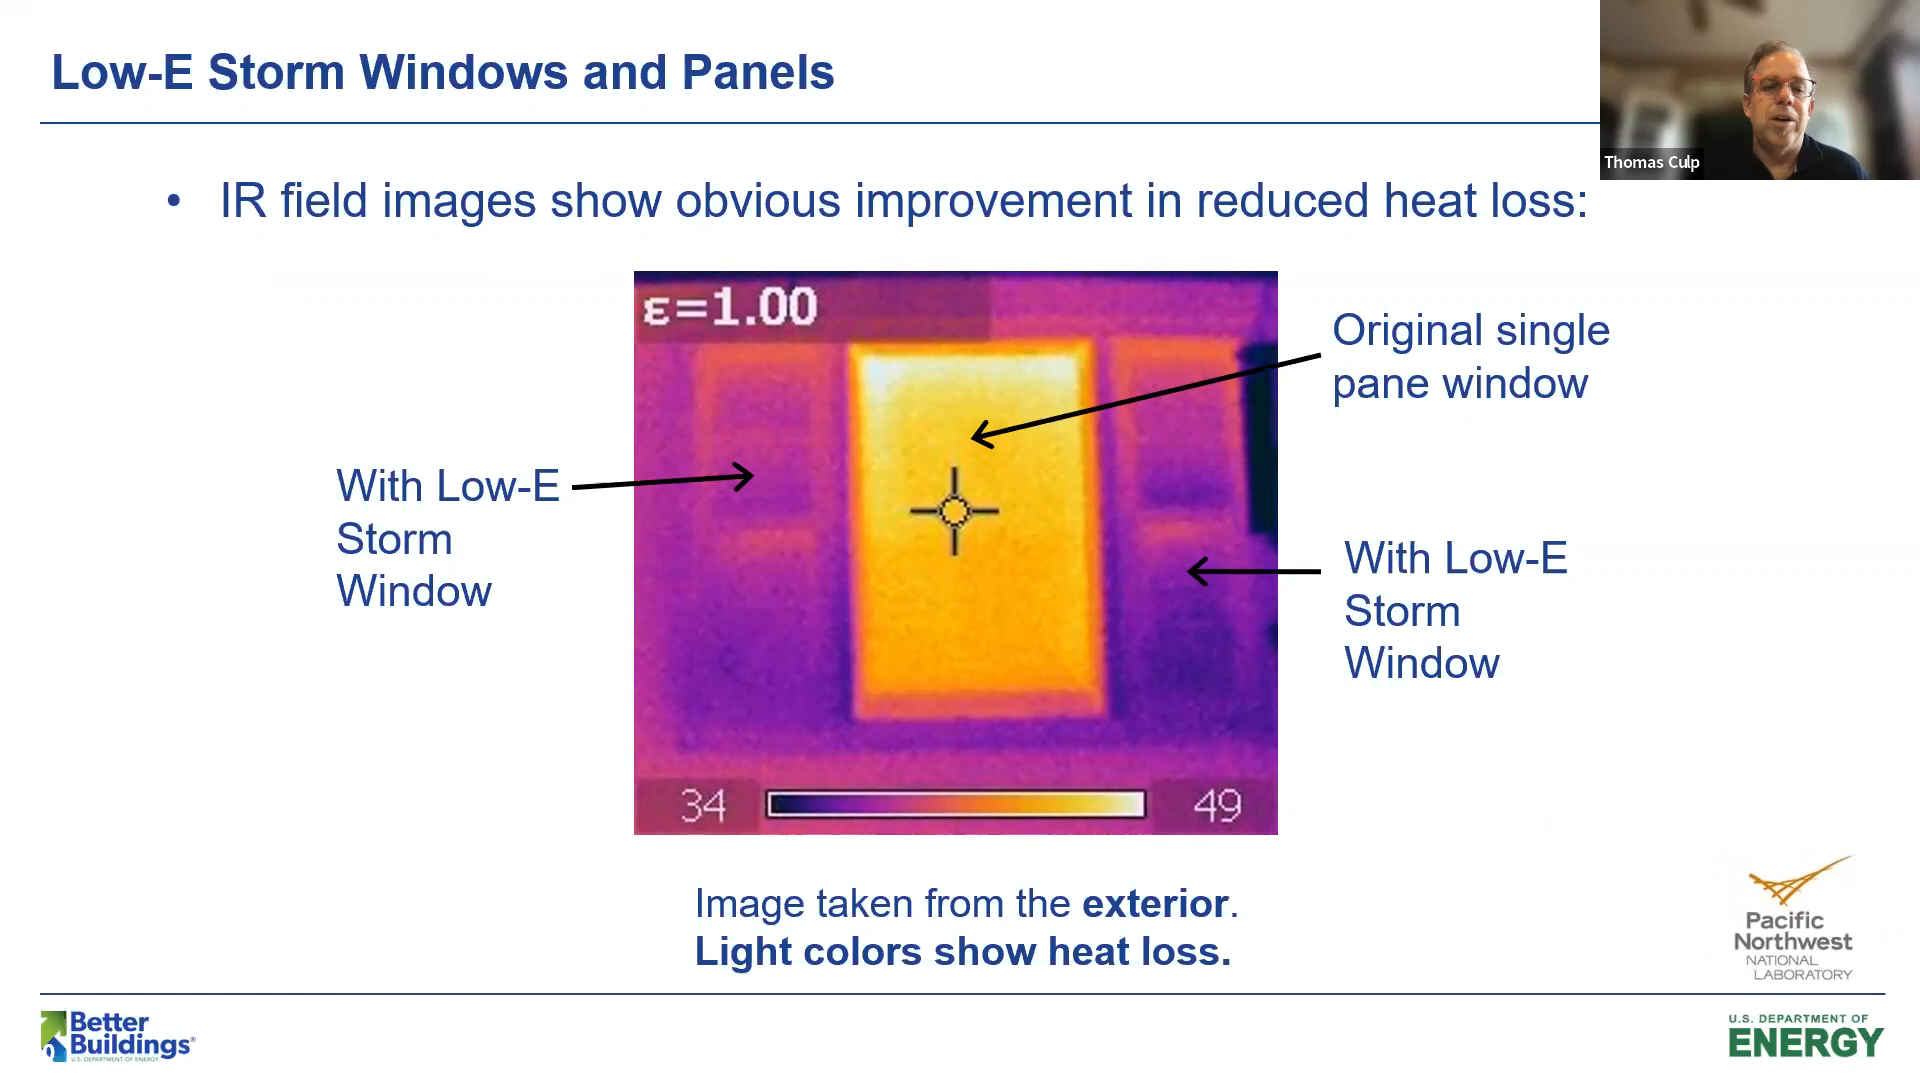 Low-E Storm Windows and Panels
Thomas Culp
• IR field images show obvious improvement in reduced heat loss:
ε=1.00
Original single
pane window
With Low-E
Storm
Window
With Low-E
Storm
Window
34
49
Image taken from the exterior.
Light colors show heat loss.
Pacific
Northwest
NATIONAL
LABORATORY
Better
Buildings®
U.S. DEPARTMENT OF ENERGY
U.S. DEPARTMENT OF
ENERGY